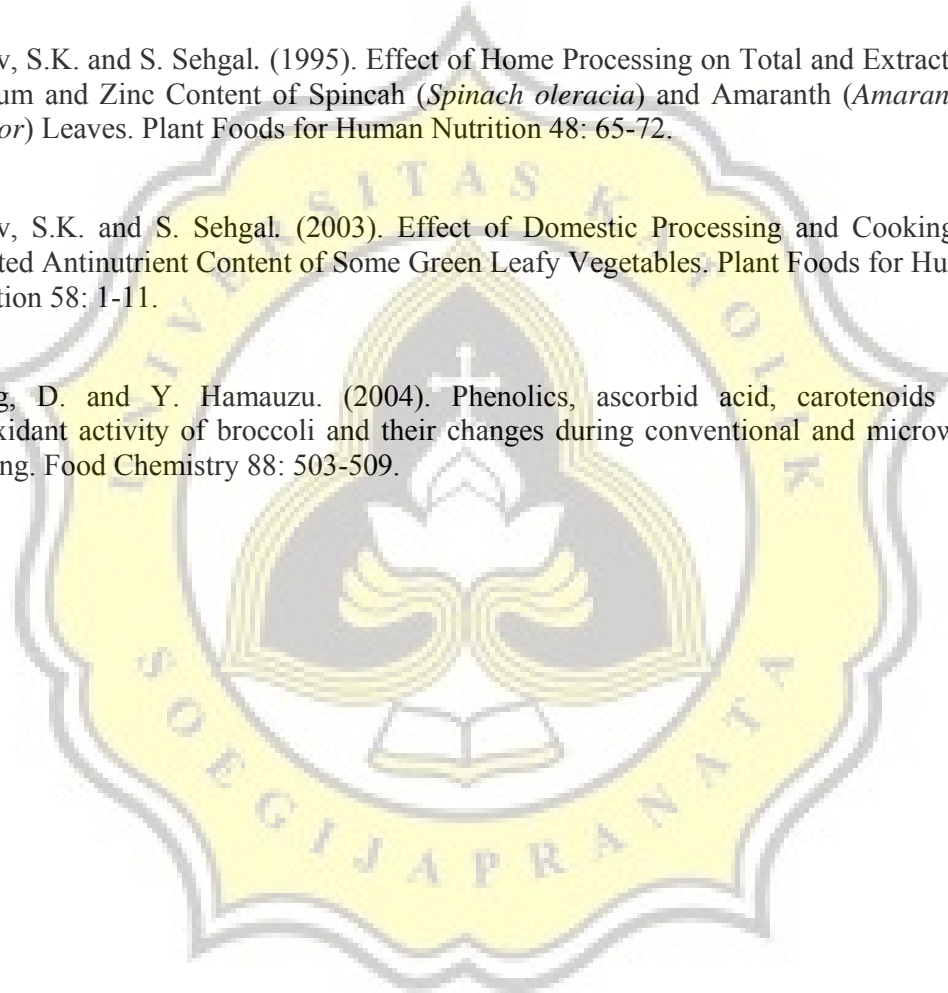 v, S.K. and S. Sehgal. (1995). Effect of Home Processing on Total and Extract
um and Zinc Content of Spincah (Spinach oleracia) and Amaranth (Amaran
or) Leaves. Plant Foods for Human Nutrition 48: 65-72.
v, S.K. and S. Sehgal. (2003). Effect of Domestic Processing and Cooking
ted Antinutrient Content of Some Green Leafy Vegetables. Plant Foods for Hu
tion 58: 1-11.
g, D. and Y. Hamauzu. (2004). Phenolics, ascorbid acid, carotenoids
xidant activity of broccoli and their changes during conventional and microw
ing. Food Chemistry 88: 503-509.
UNIVERSITAS KATOLIK
SOEGIJAPRANATA